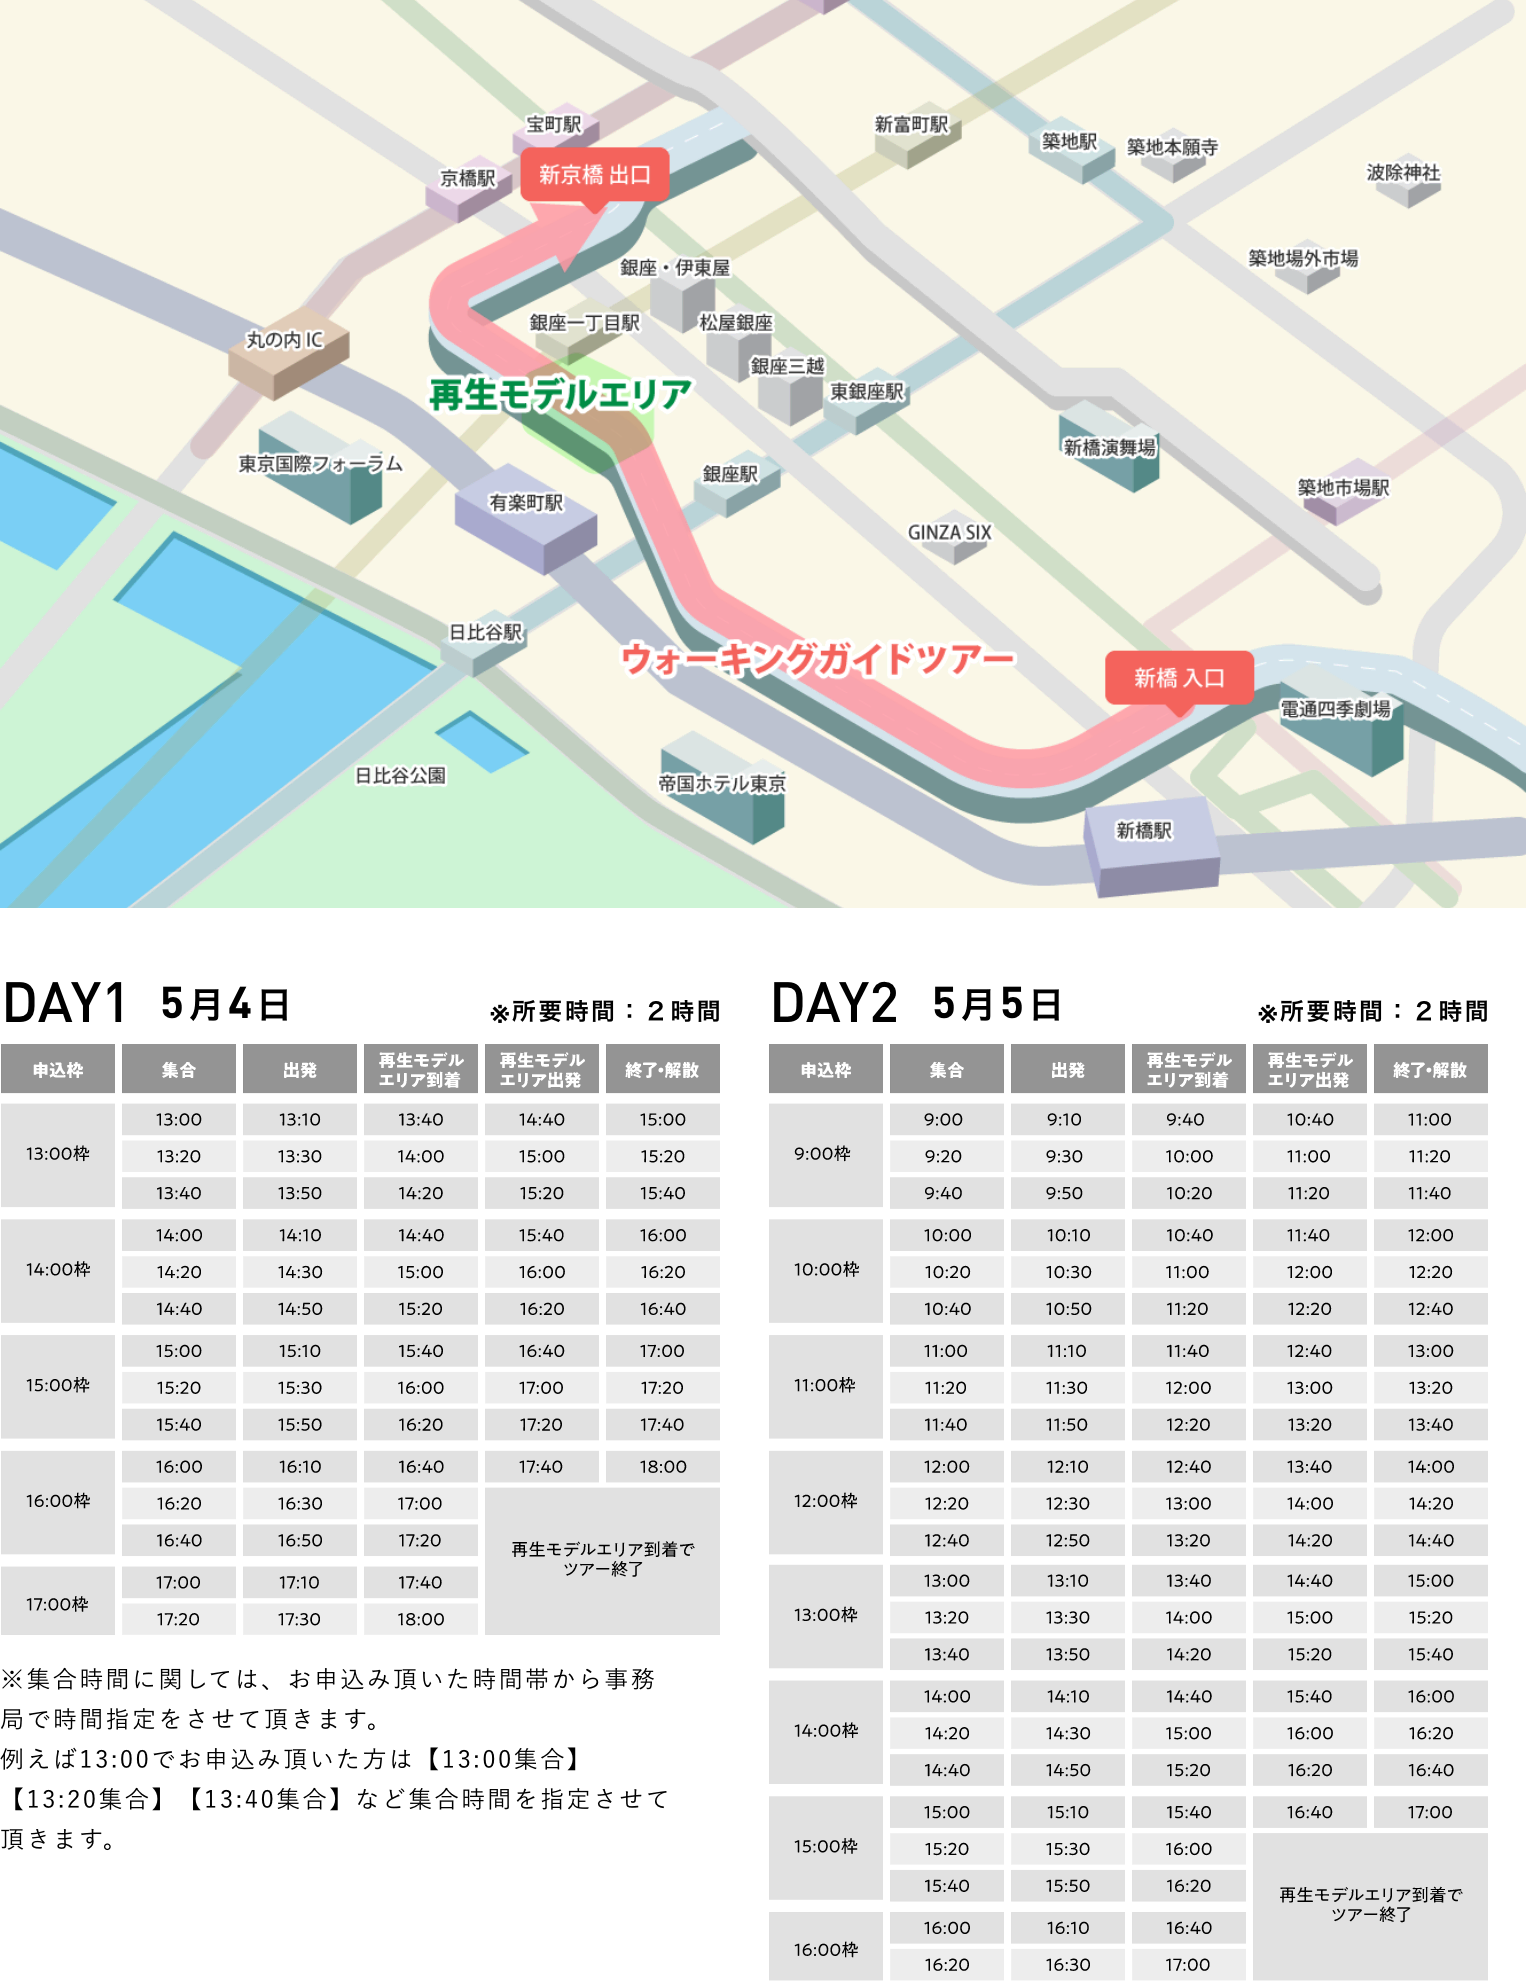 宝町駅
新富町駅
築地駅
築地本願寺
京橋駅
新京橋 出口
波除神社
銀座・伊東屋
築地場外市場
銀座一丁目駅
松屋銀座
丸の内 IC
銀座三越
再生モデルエリア
東銀座駅
新橋演舞場
東京国際フォーラム
銀座駅
築地市場駅
有楽町駅
GINZA SIX
日比谷駅
ウォーキングガイドツアー
新橋 入口
電通四季劇場
日比谷公園
帝国ホテル東京
新橋駅
DAY1 5月4日 ※所要時間：２時間
申込枠 集合 出発 再生モデルエリア到着 再生モデルエリア出発 終了・解散
13:00枠
13:00 13:10 13:40 14:40 15:00
13:20 13:30 14:00 15:00 15:20
13:40 13:50 14:20 15:20 15:40
14:00枠
14:00 14:10 14:40 15:40 16:00
14:20 14:30 15:00 16:00 16:20
14:40 14:50 15:20 16:20 16:40
15:00枠
15:00 15:10 15:40 16:40 17:00
15:20 15:30 16:00 17:00 17:20
15:40 15:50 16:20 17:20 17:40
16:00枠
16:00 16:10 16:40 17:40 18:00
16:20 16:30 17:00
16:40 16:50 17:20
17:00枠
17:00 17:10 17:40
17:20 17:30 18:00
再生モデルエリア到着で
ツアー終了
※集合時間に関しては、お申込み頂いた時間帯から事務
局で時間指定をさせて頂きます。
例えば13:00でお申込み頂いた方は【13:00集合】
【13:20集合】【13:40集合】など集合時間を指定させて
頂きます。
DAY2 5月5日 ※所要時間：２時間
申込枠 集合 出発 再生モデルエリア到着 再生モデルエリア出発 終了・解散
9:00枠
9:00 9:10 9:40 10:40 11:00
9:20 9:30 10:00 11:00 11:20
9:40 9:50 10:20 11:20 11:40
10:00枠
10:00 10:10 10:40 11:40 12:00
10:20 10:30 11:00 12:00 12:20
10:40 10:50 11:20 12:20 12:40
11:00枠
11:00 11:10 11:40 12:40 13:00
11:20 11:30 12:00 13:00 13:20
11:40 11:50 12:20 13:20 13:40
12:00枠
12:00 12:10 12:40 13:40 14:00
12:20 12:30 13:00 14:00 14:20
12:40 12:50 13:20 14:20 14:40
13:00枠
13:00 13:10 13:40 14:40 15:00
13:20 13:30 14:00 15:00 15:20
13:40 13:50 14:20 15:20 15:40
14:00枠
14:00 14:10 14:40 15:40 16:00
14:20 14:30 15:00 16:00 16:20
14:40 14:50 15:20 16:20 16:40
15:00枠
15:00 15:10 15:40 16:40 17:00
15:20 15:30 16:00
15:40 15:50 16:20
16:00枠
16:00 16:10 16:40
16:20 16:30 17:00
再生モデルエリア到着で
ツアー終了